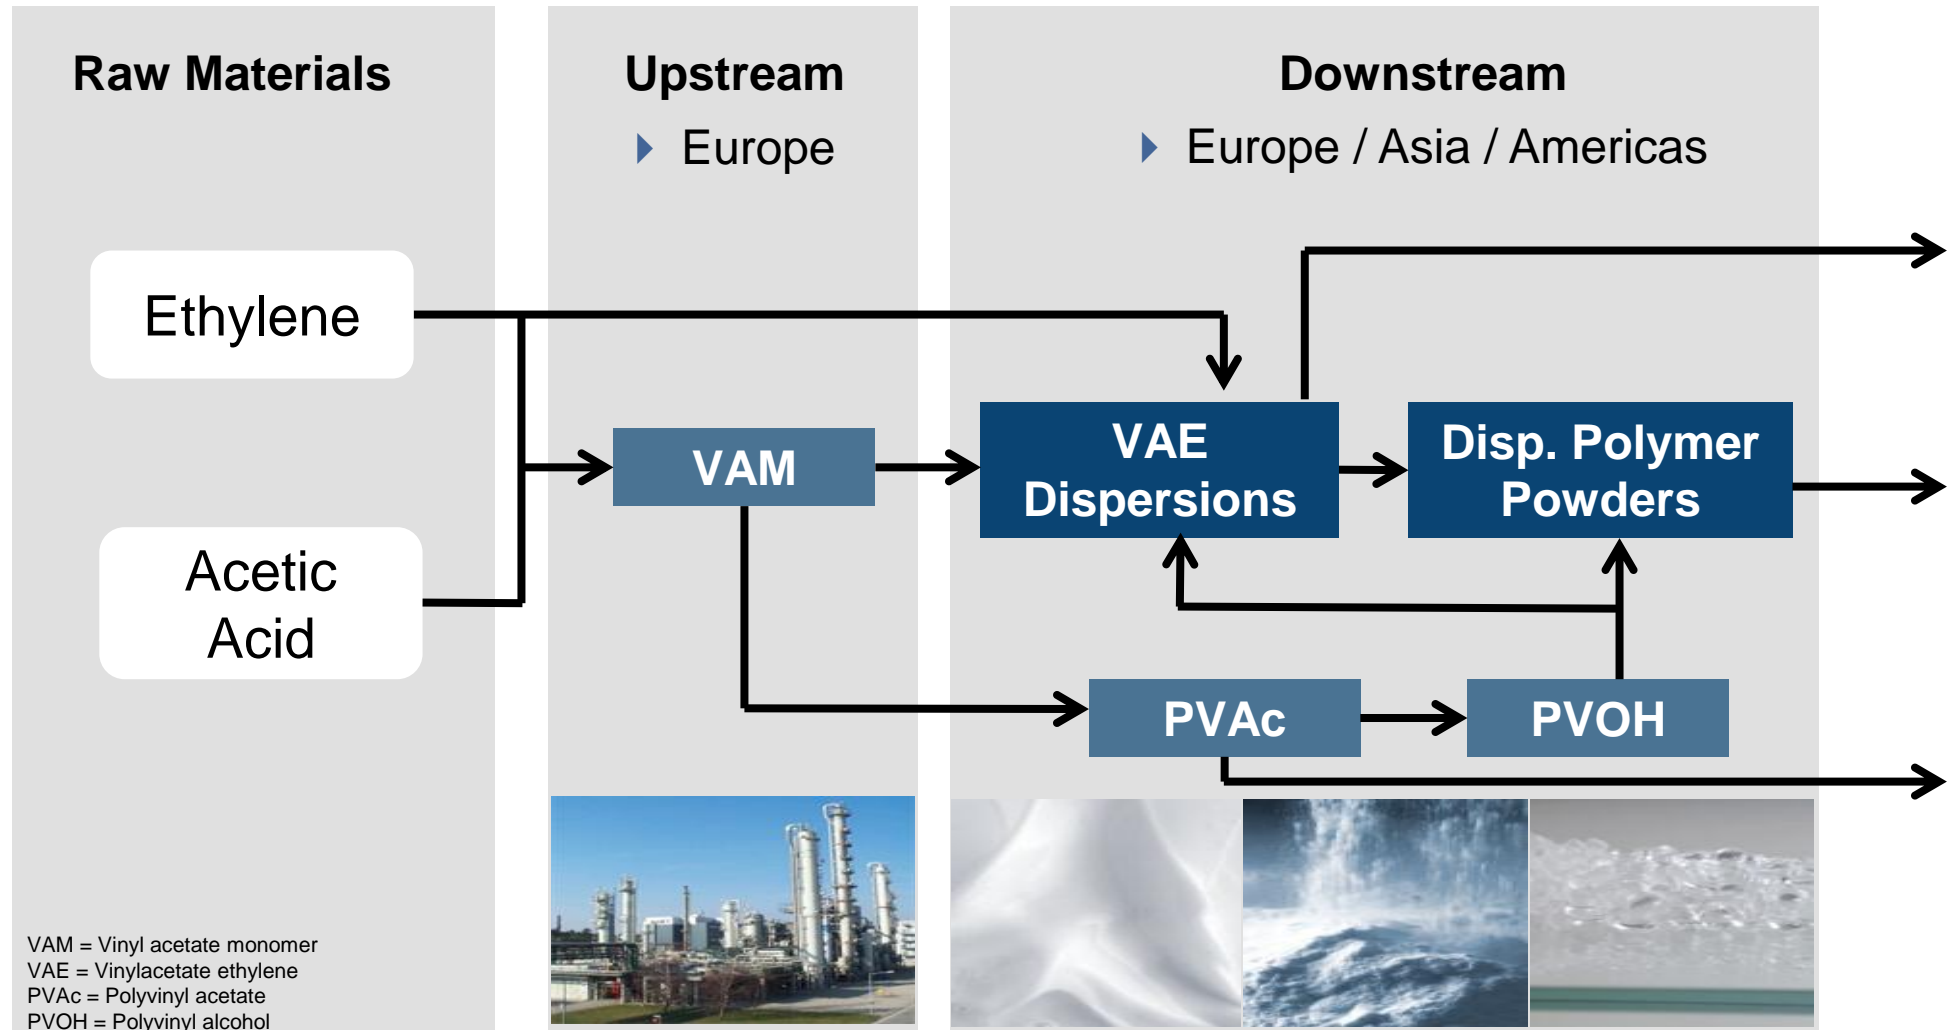 Raw Materials
Upstream
Europe
Downstream
Europe / Asia / Americas
Ethylene
Acetic
Acid
VAM
VAE
Dispersions
Disp. Polymer
Powders
PVAc
PVOH
VAM = Vinyl acetate monomer
VAE = Vinylacetate ethylene
PVAc = Polyvinyl acetate
PVOH = Polyvinyl alcohol